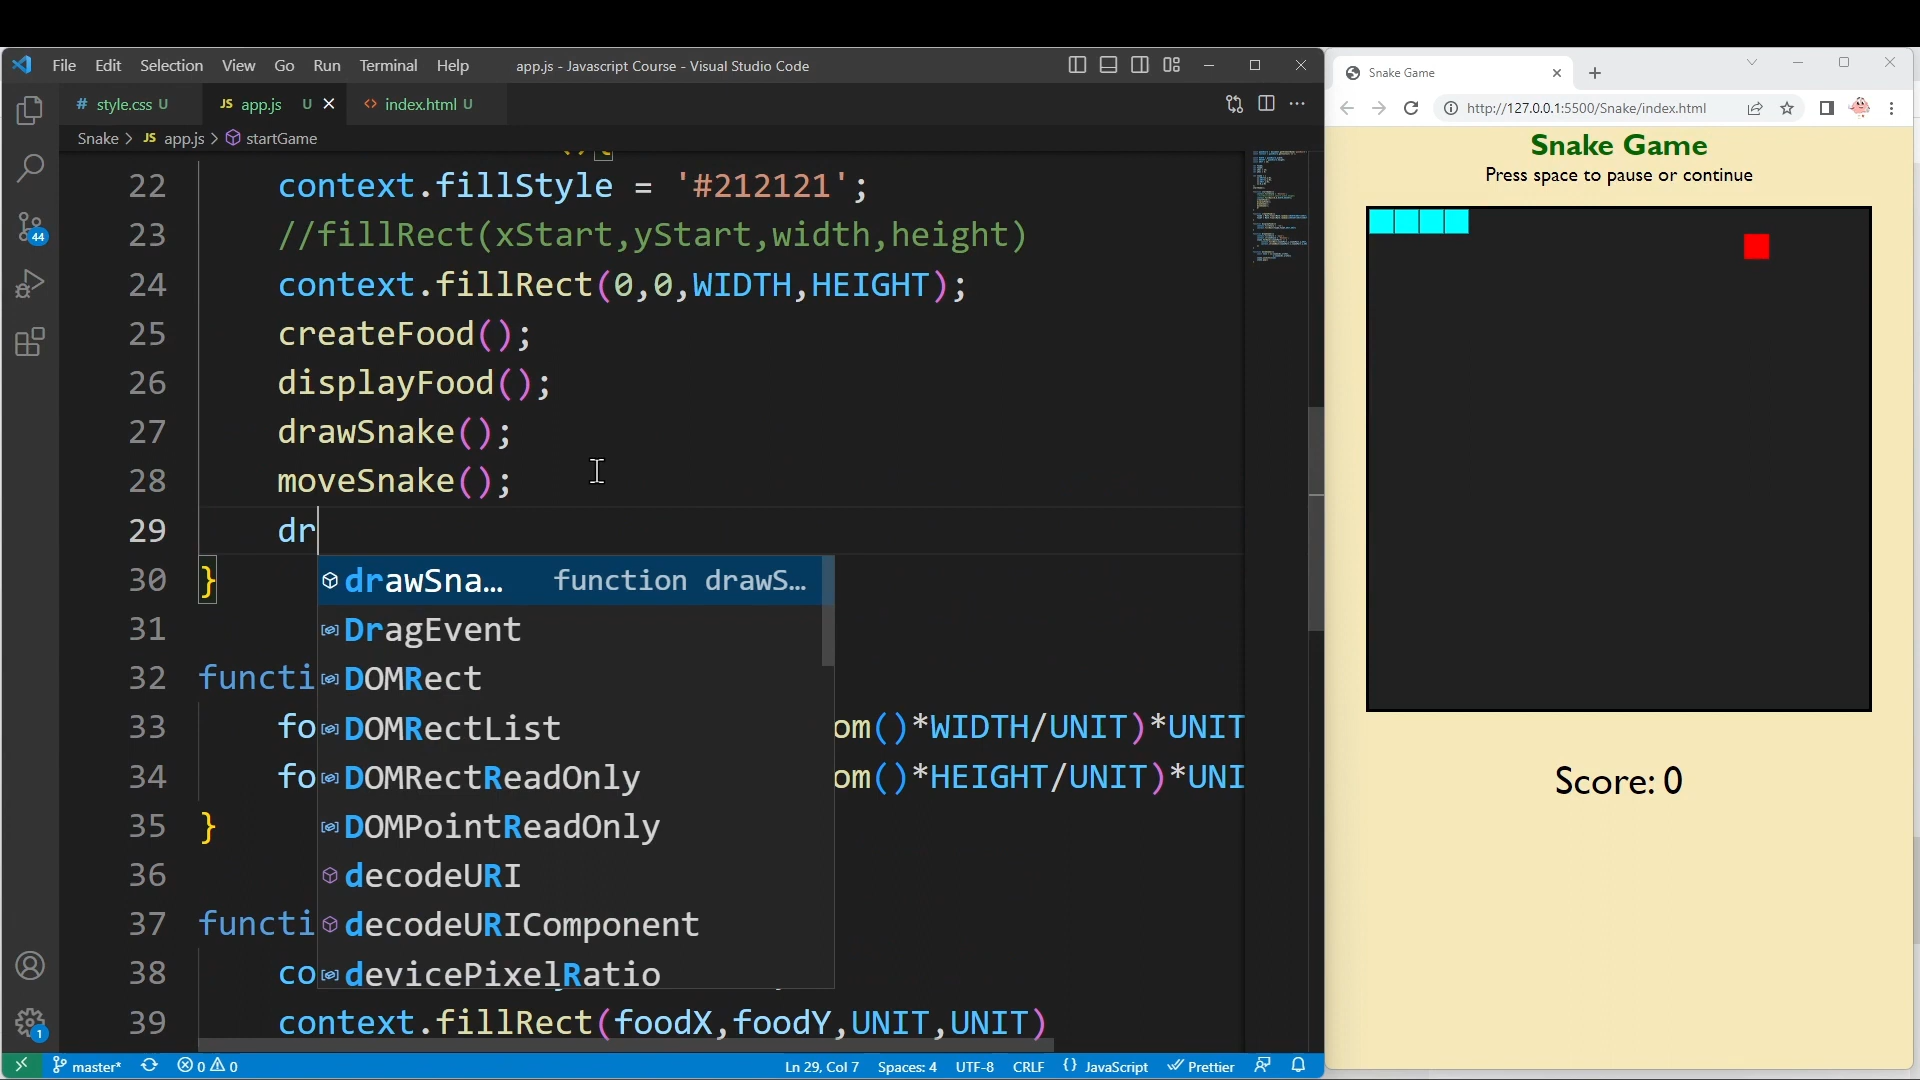 File Edit Selection View Go Run Terminal Help
app.js - Javascript Course - Visual Studio Code
# style.css U
JS app.js U
<> index.html U
Snake > JS app.js > startGame
22 context.fillStyle = '#212121';
23 //fillRect(xStart,yStart,width,height)
24 context.fillRect(0,0,WIDTH,HEIGHT);
25 createFood();
26 displayFood();
27 drawSnake();
28 moveSnake();
29 dr
30 }
drawSna… function drawS…
31
DragEvent
32 functi
DOMRect
33 fo
DOMRectList
om()*WIDTH/UNIT)*UNIT
34 fo
DOMRectReadOnly
om()*HEIGHT/UNIT)*UNI
35 }
DOMPointReadOnly
36
decodeURI
37 functi
decodeURIComponent
38 co
devicePixelRatio
39 context.fillRect(foodX,foodY,UNIT,UNIT)
44
1
master* 0 0 Ln 29, Col 7 Spaces: 4 UTF-8 CRLF {} JavaScript Prettier
Snake Game
http://127.0.0.1:5500/Snake/index.html
Snake Game
Press space to pause or continue
Score: 0